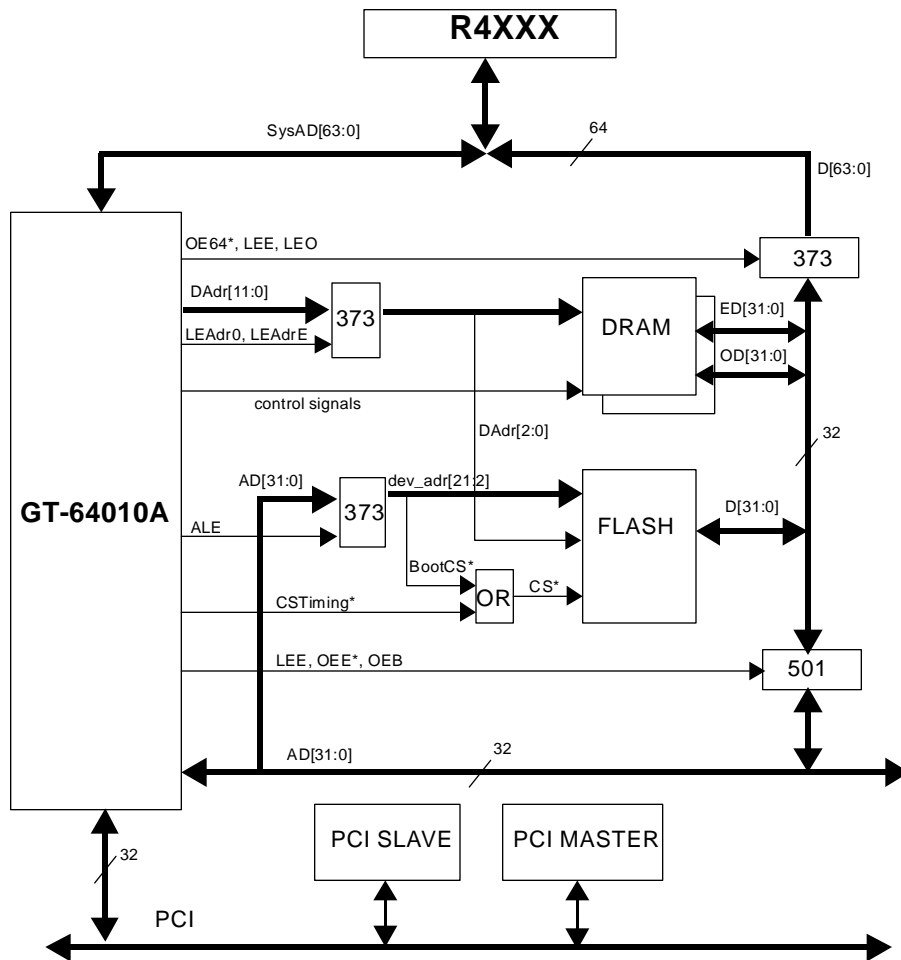 R4XXX
SysAD[63:0]
64
D[63:0]
OE64*, LEE, LEO
373
DAdr[11:0]
373
DRAM
ED[31:0]
LEAdr0, LEAdrE
OD[31:0]
control signals
DAdr[2:0]
32
AD[31:0]
dev_adr[21:2]
GT-64010A
373
FLASH
D[31:0]
ALE
BootCS*
OR
CS*
CSTiming*
LEE, OEE*, OEB
501
AD[31:0]
32
PCI SLAVE
PCI MASTER
32
PCI